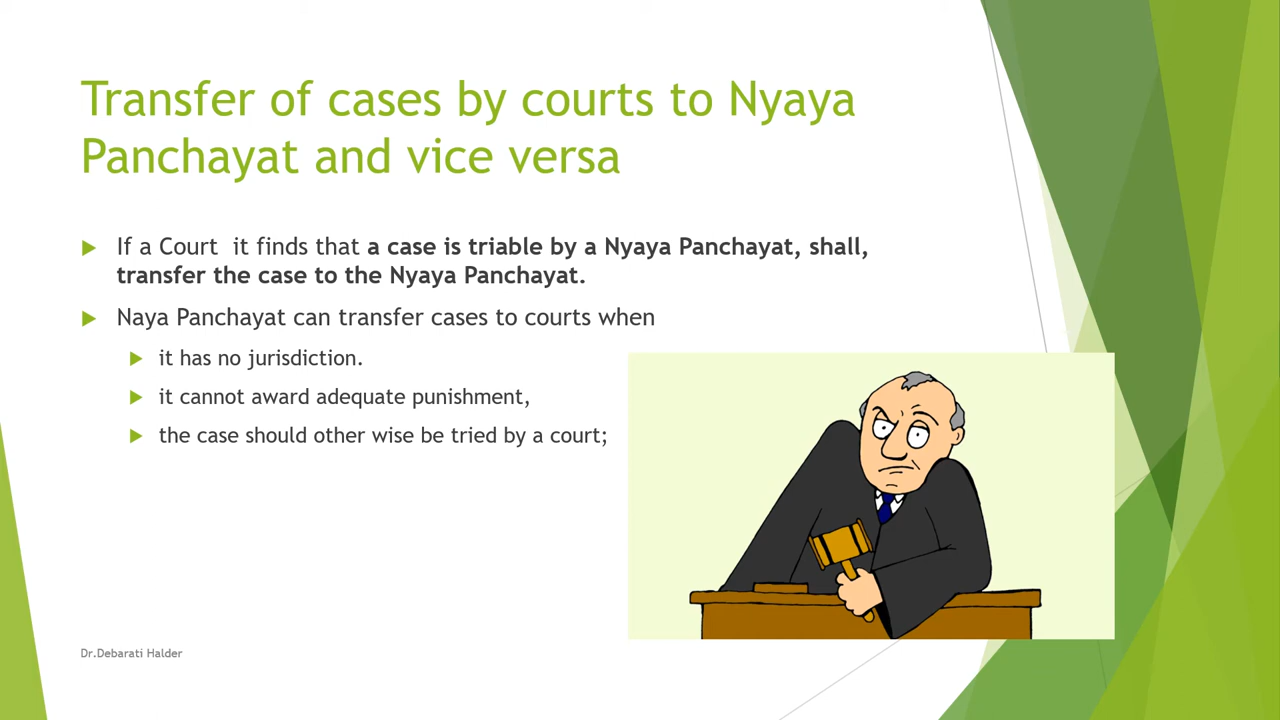 Transfer of cases by courts to Nyaya
Panchayat and vice versa
If a Court it finds that a case is triable by a Nyaya Panchayat, shall,
transfer the case to the Nyaya Panchayat.
Naya Panchayat can transfer cases to courts when
it has no jurisdiction.
it cannot award adequate punishment,
the case should other wise be tried by a court;
Dr.Debarati Halder